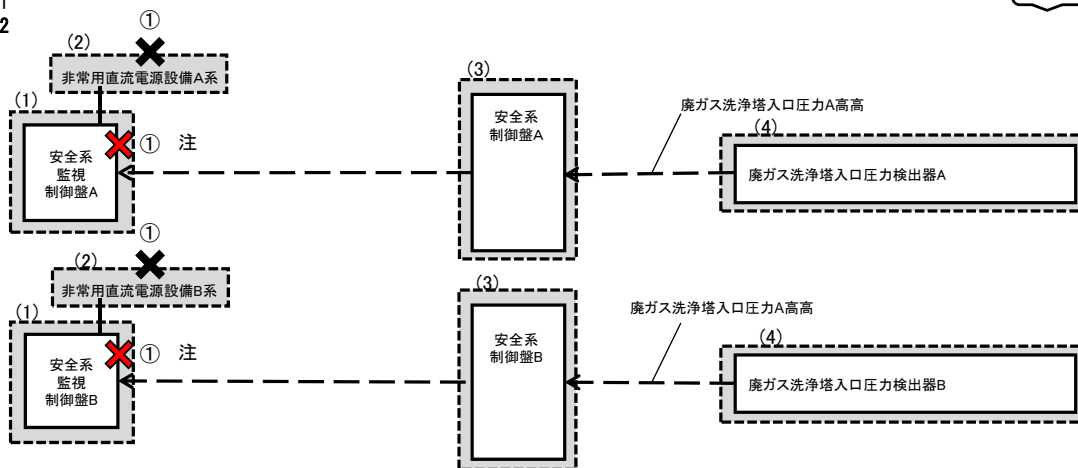 2
①
(2)
非常用直流電源設備A系
(1)
安全系
監視
制御盤A
① 注
(3)
安全系
制御盤A
廃ガス洗浄塔入口圧力A高高
(4)
廃ガス洗浄塔入口圧力検出器A
①
(2)
非常用直流電源設備B系
(1)
安全系
監視
制御盤B
① 注
(3)
安全系
制御盤B
廃ガス洗浄塔入口圧力A高高
(4)
廃ガス洗浄塔入口圧力検出器B